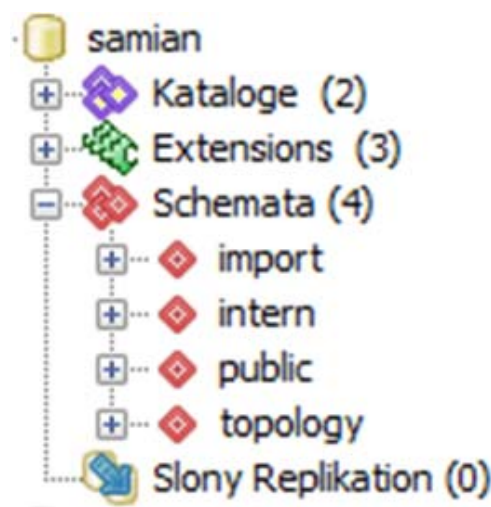 samian
Kataloge (2)
Extensions (3)
Schemata (4)
import
intern
public
topology
Slony Replikation (0)